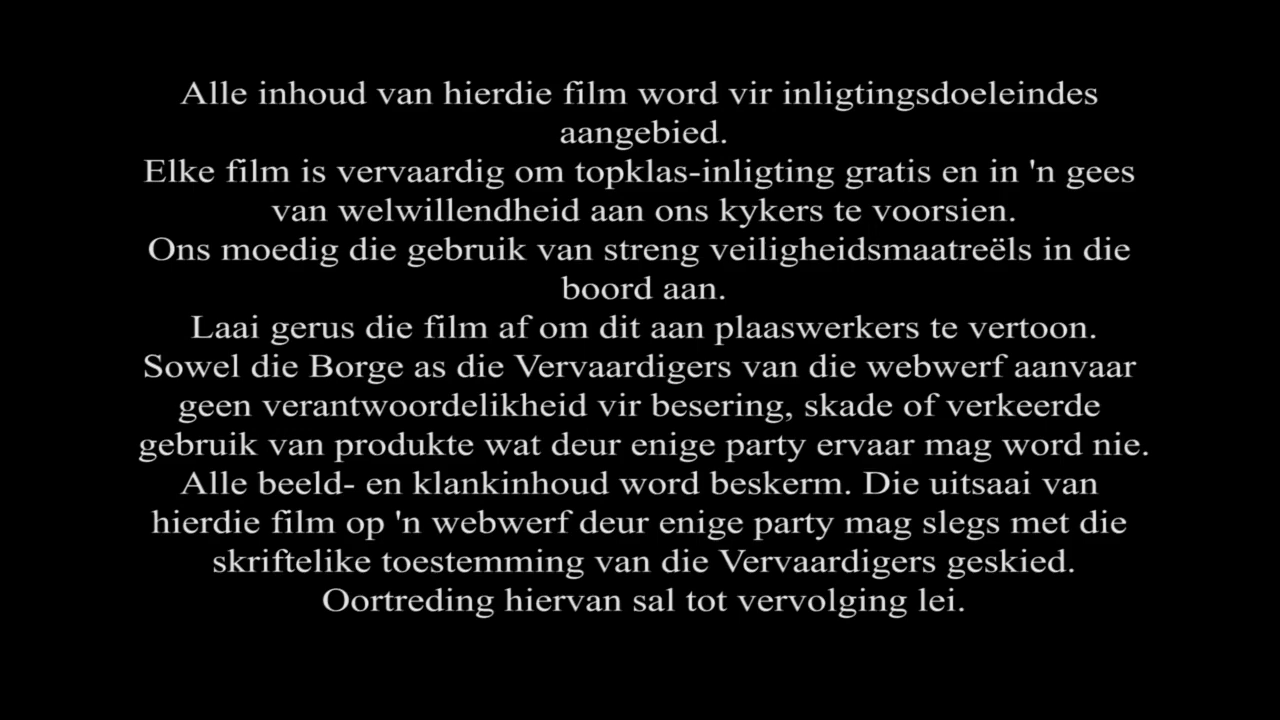 Alle inhoud van hierdie film word vir inligtingsdoeleindes
aangebied.
Elke film is vervaardig om topklas-inligting gratis en in 'n gees
van welwillendheid aan ons kykers te voorsien.
Ons moedig die gebruik van streng veiligheidsmaatreëls in die
boord aan.
Laai gerus die film af om dit aan plaaswerkers te vertoon.
Sowel die Borge as die Vervaardigers van die webwerf aanvaar
geen verantwoordelikheid vir besering, skade of verkeerde
gebruik van produkte wat deur enige party ervaar mag word nie.
Alle beeld- en klankinhoud word beskerm. Die uitsaai van
hierdie film op 'n webwerf deur enige party mag slegs met die
skriftelike toestemming van die Vervaardigers geskied.
Oortreding hiervan sal tot vervolging lei.